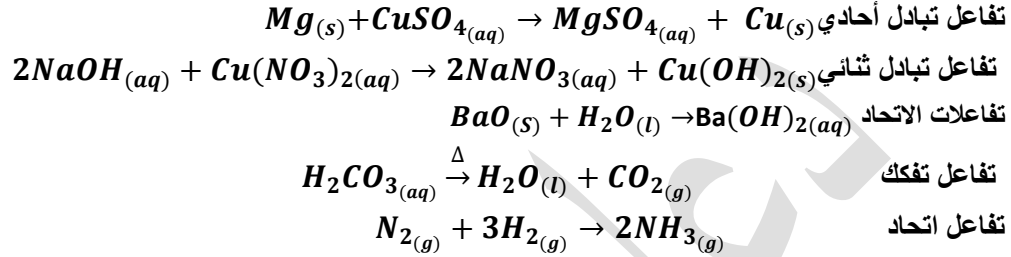 تفاعل تبادل أحادي Mg(s)+CuSO₄(aq) → MgSO₄(aq) + Cu(s)
تفاعل تبادل ثنائي 2NaOH(aq) + Cu(NO₃)₂(aq) → 2NaNO₃(aq) + Cu(OH)₂(s)
تفاعلات الاتحاد BaO(S) + H₂O(l) →Ba(OH)₂(aq)
تفاعل تفكك H₂CO₃(aq) →^Δ H₂O(l) + CO₂(g)
تفاعل اتحاد N₂(g) + 3H₂(g) → 2NH₃(g)